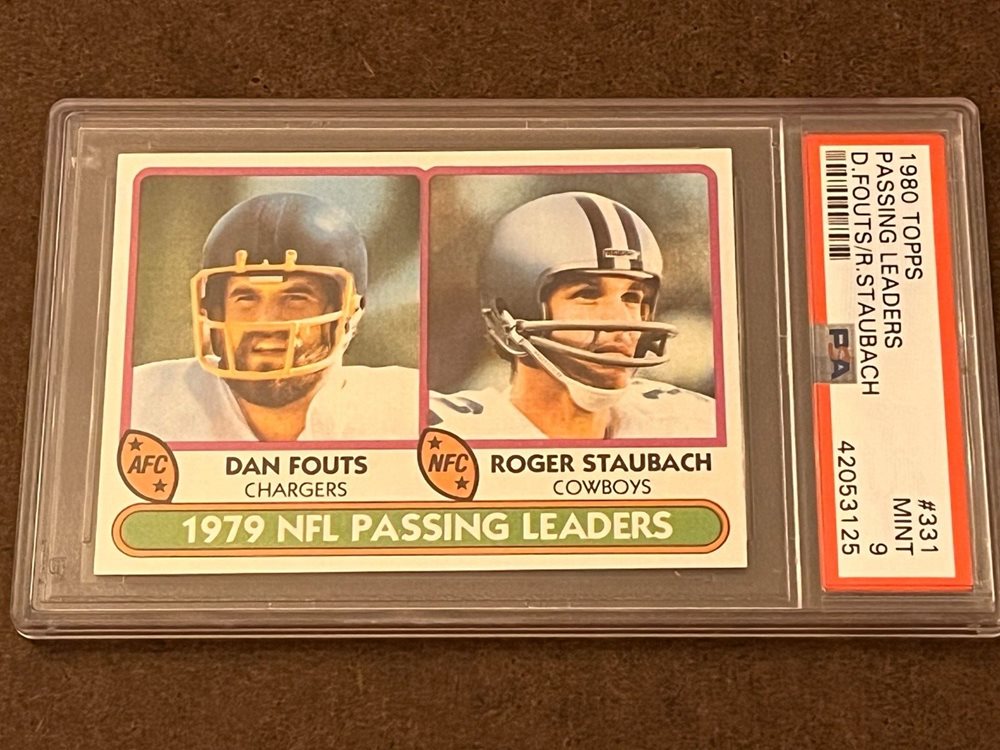 AFC
DAN FOUTS
CHARGERS
NFC
ROGER STAUBACH
COWBOYS
1979 NFL PASSING LEADERS
1980 TOPPS
PASSING LEADERS
D.FOUTS/R.STAUBACH
PSA
#331
MINT
9
42053125